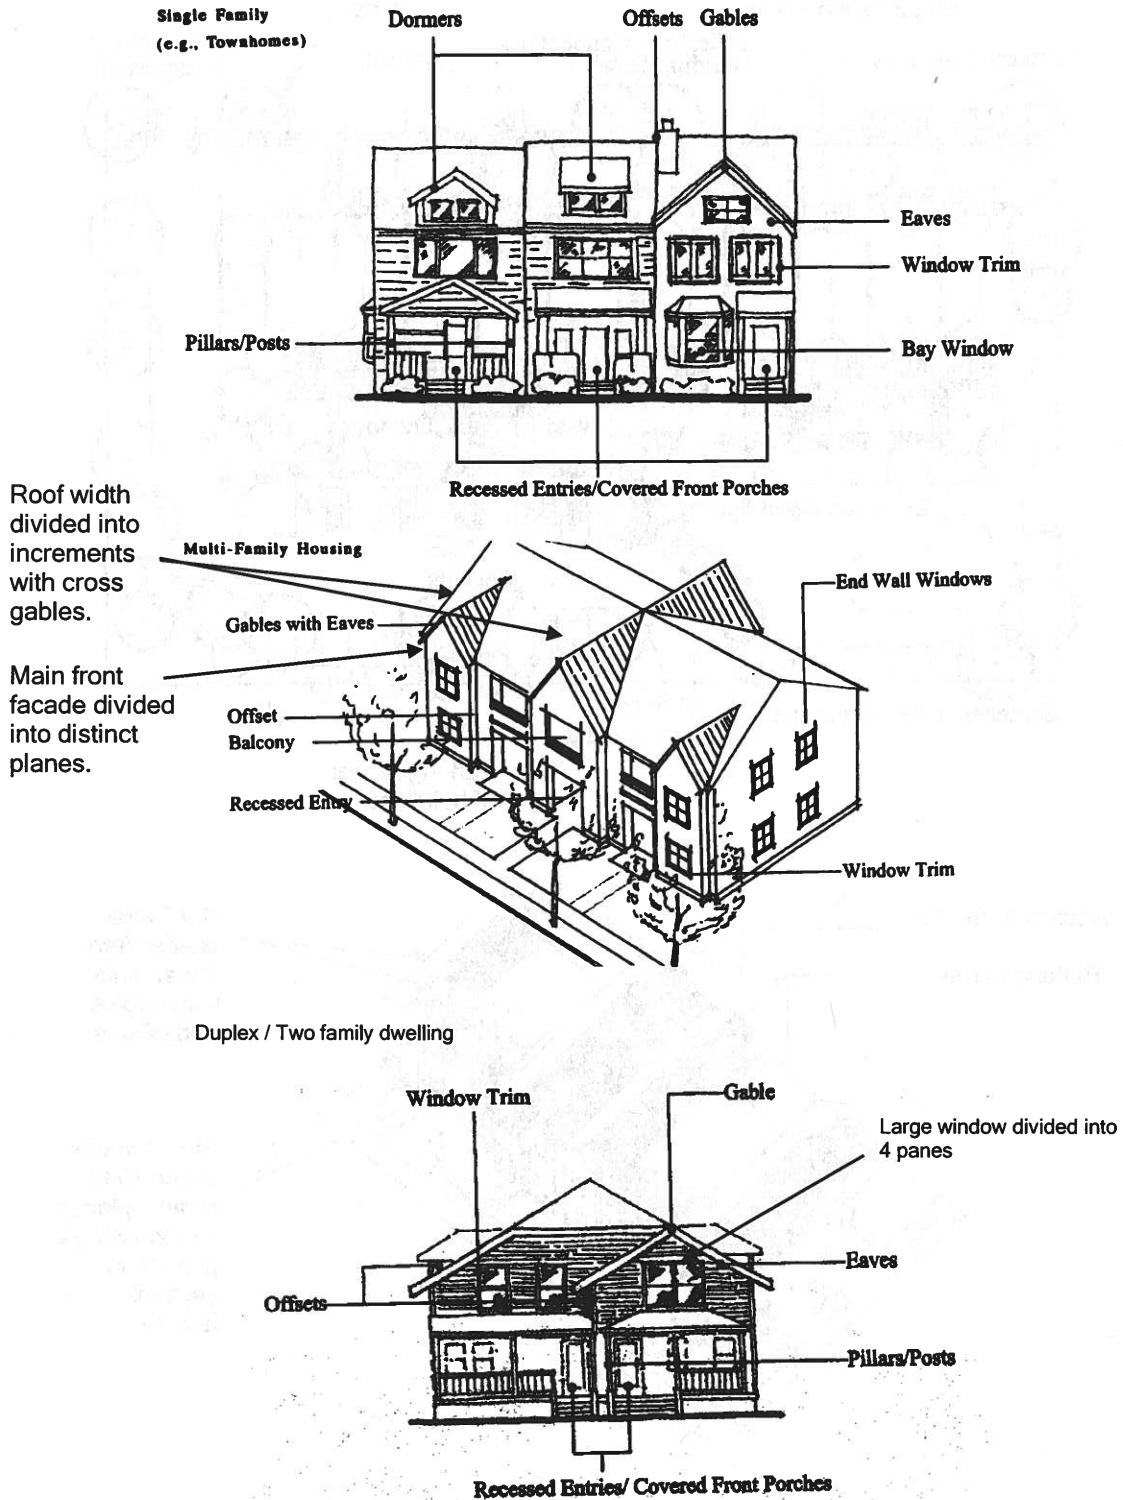 Single Family
(e.g., Townhomes)
Dormers
Offsets Gables
Eaves
Window Trim
Pillars/Posts
Bay Window
Recessed Entries/Covered Front Porches
Roof width
divided into
increments
with cross
gables.
Multi-Family Housing
End Wall Windows
Gables with Eaves
Main front
facade divided
into distinct
planes.
Offset
Balcony
Recessed Entry
Window Trim
Duplex / Two family dwelling
Window Trim
Gable
Large window divided into
4 panes
Eaves
Offsets
Pillars/Posts
Recessed Entries/ Covered Front Porches